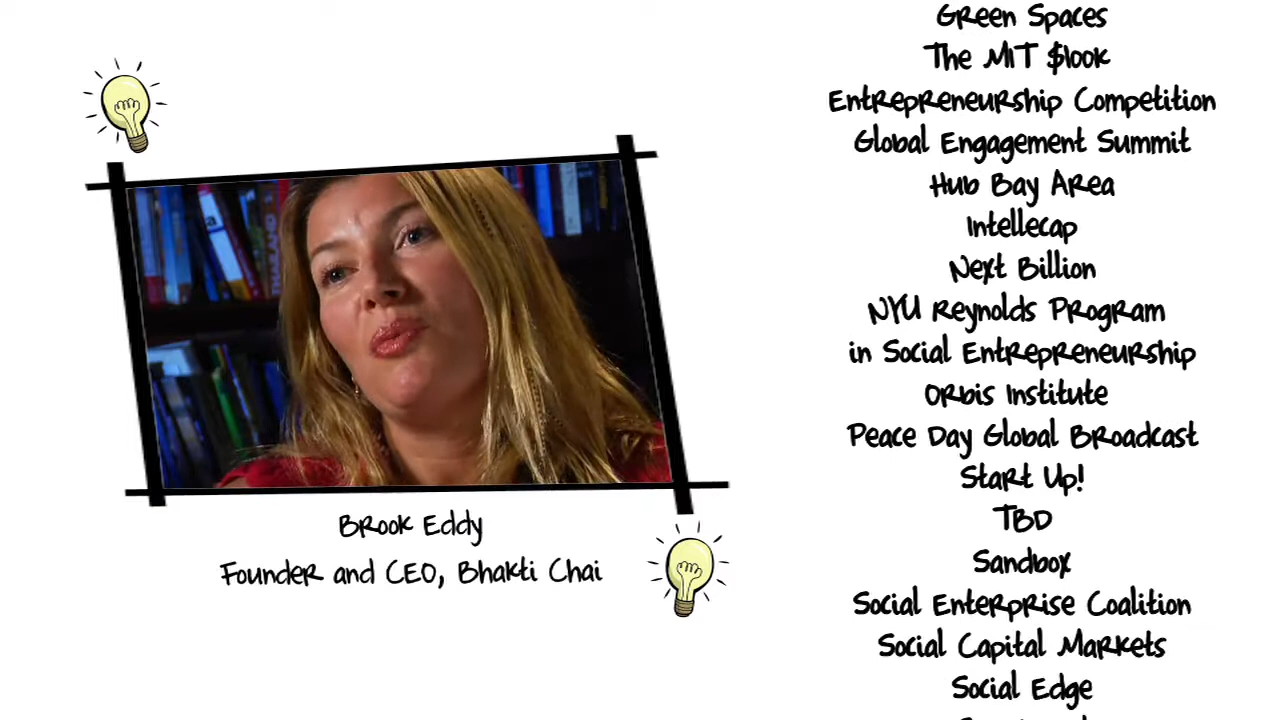 Green Spaces
The MIT $100K
Entrepreneurship Competition
Global Engagement Summit
Hub Bay Area
Intellecap
Next Billion
NYU Reynolds Program
in Social Entrepreneurship
Orbis Institute
Peace Day Global Broadcast
Start Up!
TBD
Sandbox
Social Enterprise Coalition
Social Capital Markets
Social Edge
THAILAND
Brook Eddy
Founder and CEO, Bhakti Chai